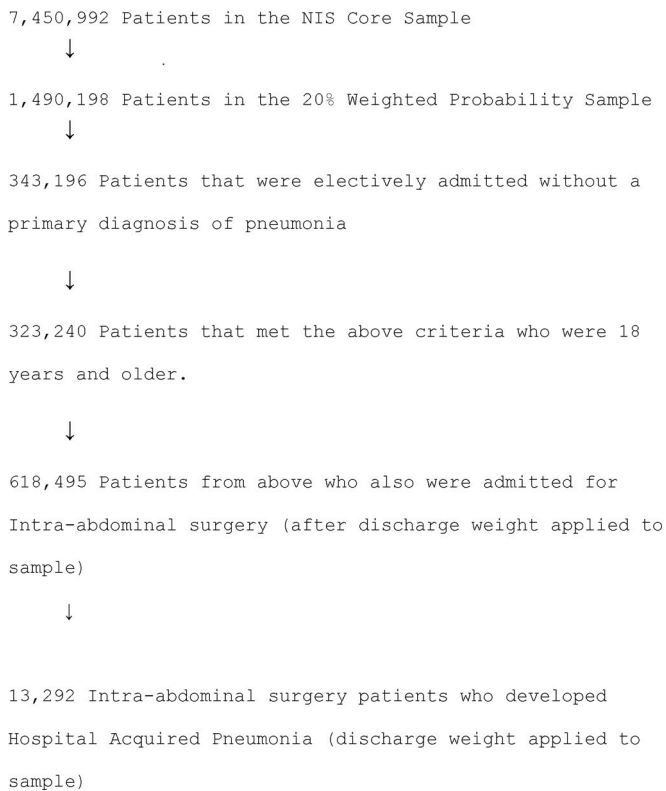 7,450,992 Patients in the NIS Core Sample
↓
1,490,198 Patients in the 20% Weighted Probability Sample
↓
343,196 Patients that were electively admitted without a
primary diagnosis of pneumonia
↓
323,240 Patients that met the above criteria who were 18
years and older.
↓
618,495 Patients from above who also were admitted for
Intra-abdominal surgery (after discharge weight applied to
sample)
↓
13,292 Intra-abdominal surgery patients who developed
Hospital Acquired Pneumonia (discharge weight applied to
sample)